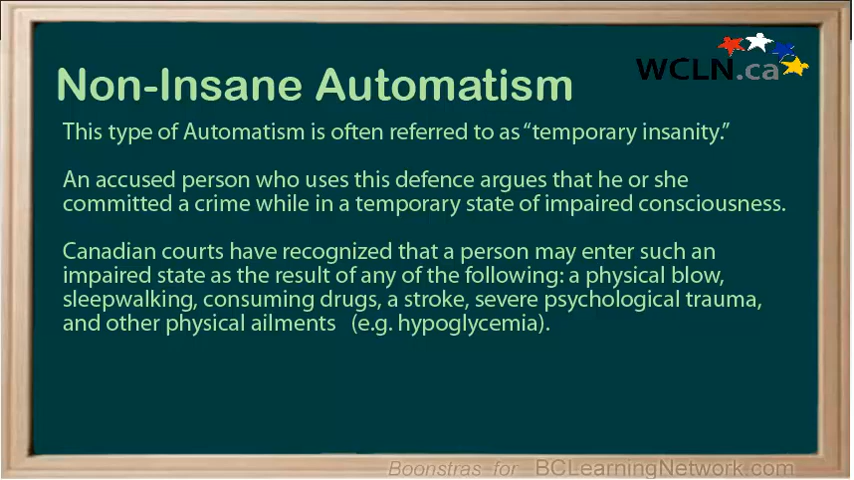 WCLN.ca
Non-Insane Automatism
This type of Automatism is often referred to as “temporary insanity.”
An accused person who uses this defence argues that he or she
committed a crime while in a temporary state of impaired consciousness.
Canadian courts have recognized that a person may enter such an
impaired state as the result of any of the following: a physical blow,
sleepwalking, consuming drugs, a stroke, severe psychological trauma,
and other physical ailments (e.g. hypoglycemia).
Boonstras for BCLearningNetwork.com